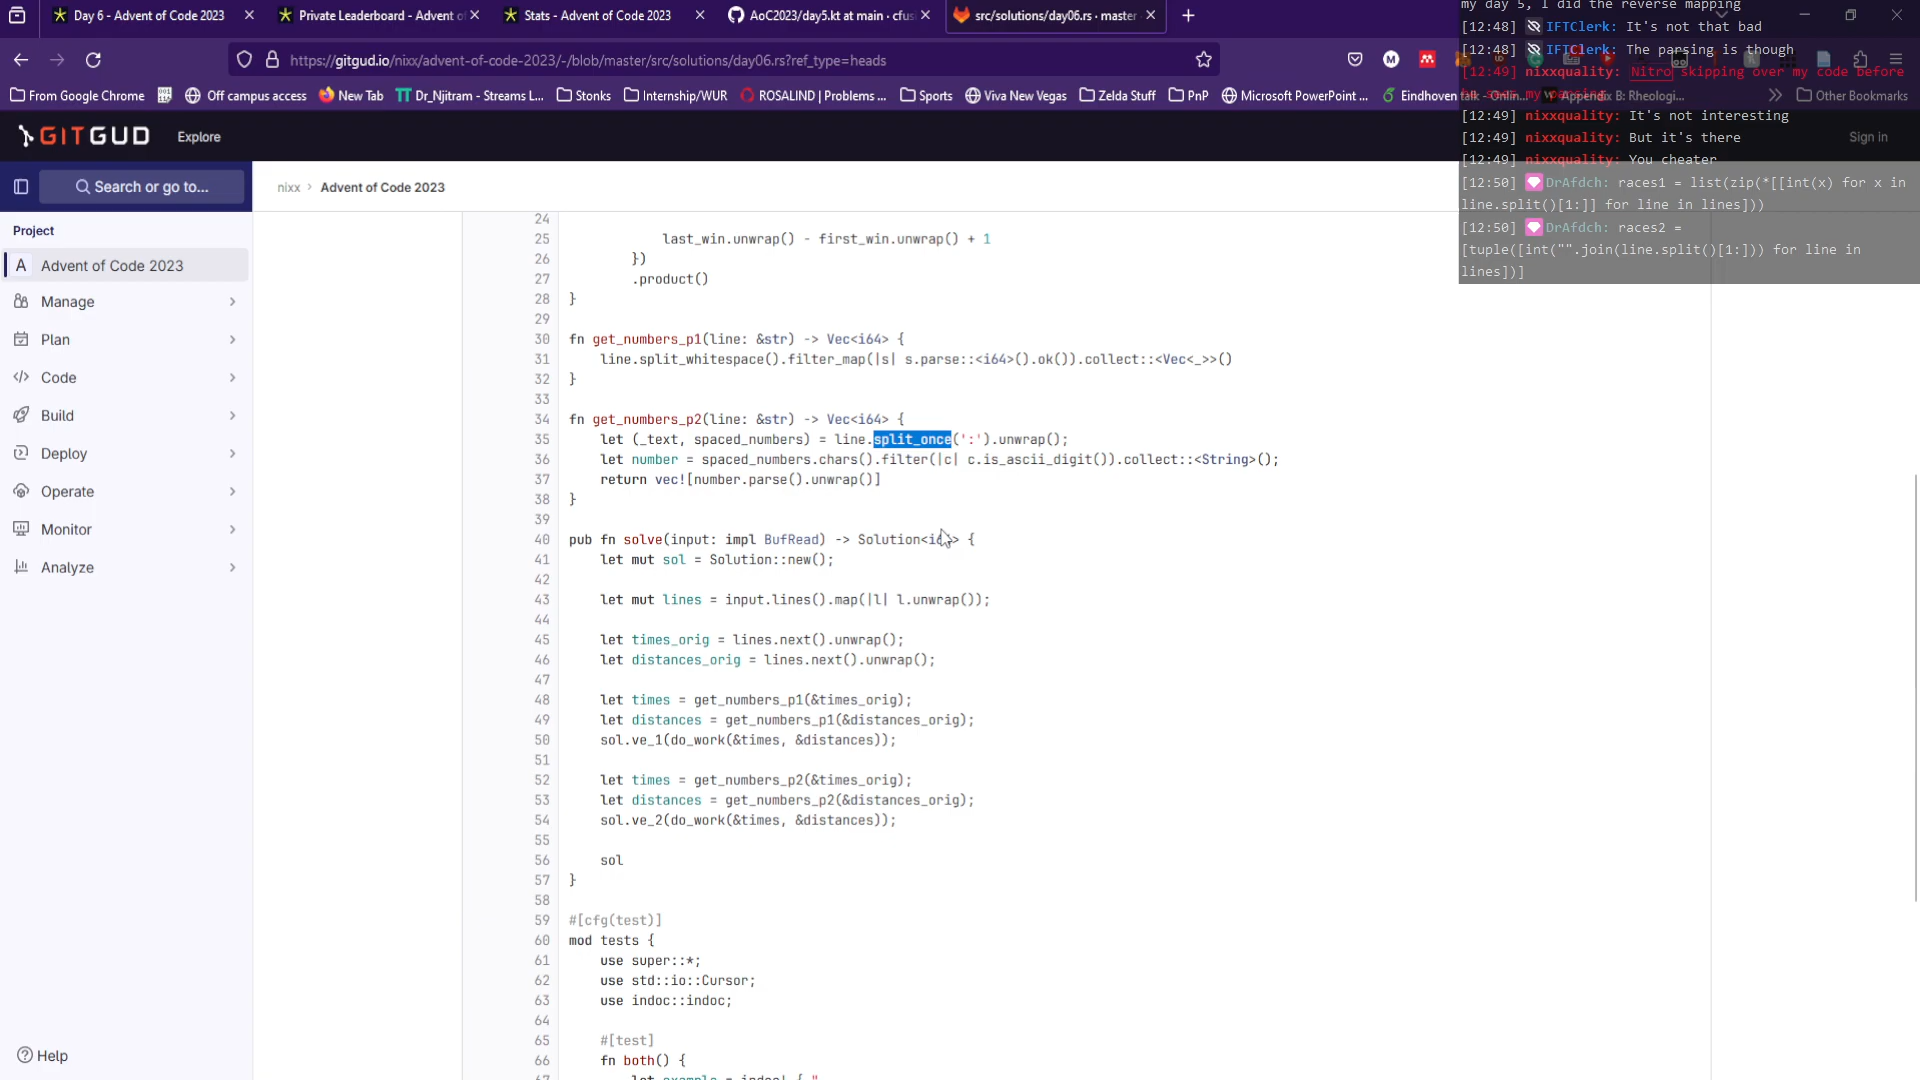 Day 6 - Advent of Code 2023
Private Leaderboard - Advent of
Stats - Advent of Code 2023
AoC2023/day5.kt at main · cfus
src/solutions/day06.rs · master
https://gitgud.io/nixx/advent-of-code-2023/-/blob/master/src/solutions/day06.rs?ref_type=heads
From Google Chrome
Off campus access
New Tab
Dr_Njitram - Streams L...
Stonks
Internship/WUR
ROSALIND | Problems ...
Sports
Viva New Vegas
Zelda Stuff
PnP
Microsoft PowerPoint ...
Eindhoven
Appendix B: Rheologi...
Other Bookmarks
my day 5, I did the reverse mapping
[12:48] IFTClerk: It's not that bad
[12:48] IFTClerk: The parsing is though
[12:49] nixxquality: Nitro skipping over my code before
[12:49] nixxquality: It's not interesting
[12:49] nixxquality: But it's there
[12:49] nixxquality: You cheater
[12:50] DrAfdch: races1 = list(zip(*[[int(x) for x in
line.split()[1:]] for line in lines]))
[12:50] DrAfdch: races2 =
[tuple([int("".join(line.split()[1:])) for line in
lines])]
GITGUD
Explore
Sign in
Search or go to...
nixx › Advent of Code 2023
Project
A Advent of Code 2023
Manage
Plan
Code
Build
Deploy
Operate
Monitor
Analyze
Help
24
25 last_win.unwrap() - first_win.unwrap() + 1
26 })
27 .product()
28 }
29
30 fn get_numbers_p1(line: &str) -> Vec<i64> {
31 line.split_whitespace().filter_map(|s| s.parse::<i64>().ok()).collect::<Vec<_>>()
32 }
33
34 fn get_numbers_p2(line: &str) -> Vec<i64> {
35 let (_text, spaced_numbers) = line.split_once(':').unwrap();
36 let number = spaced_numbers.chars().filter(|c| c.is_ascii_digit()).collect::<String>();
37 return vec![number.parse().unwrap()]
38 }
39
40 pub fn solve(input: impl BufRead) -> Solution<i64> {
41 let mut sol = Solution::new();
42
43 let mut lines = input.lines().map(|l| l.unwrap());
44
45 let times_orig = lines.next().unwrap();
46 let distances_orig = lines.next().unwrap();
47
48 let times = get_numbers_p1(&times_orig);
49 let distances = get_numbers_p1(&distances_orig);
50 sol.ve_1(do_work(&times, &distances));
51
52 let times = get_numbers_p2(&times_orig);
53 let distances = get_numbers_p2(&distances_orig);
54 sol.ve_2(do_work(&times, &distances));
55
56 sol
57 }
58
59 #[cfg(test)]
60 mod tests {
61 use super::*;
62 use std::io::Cursor;
63 use indoc::indoc;
64
65 #[test]
66 fn both() {